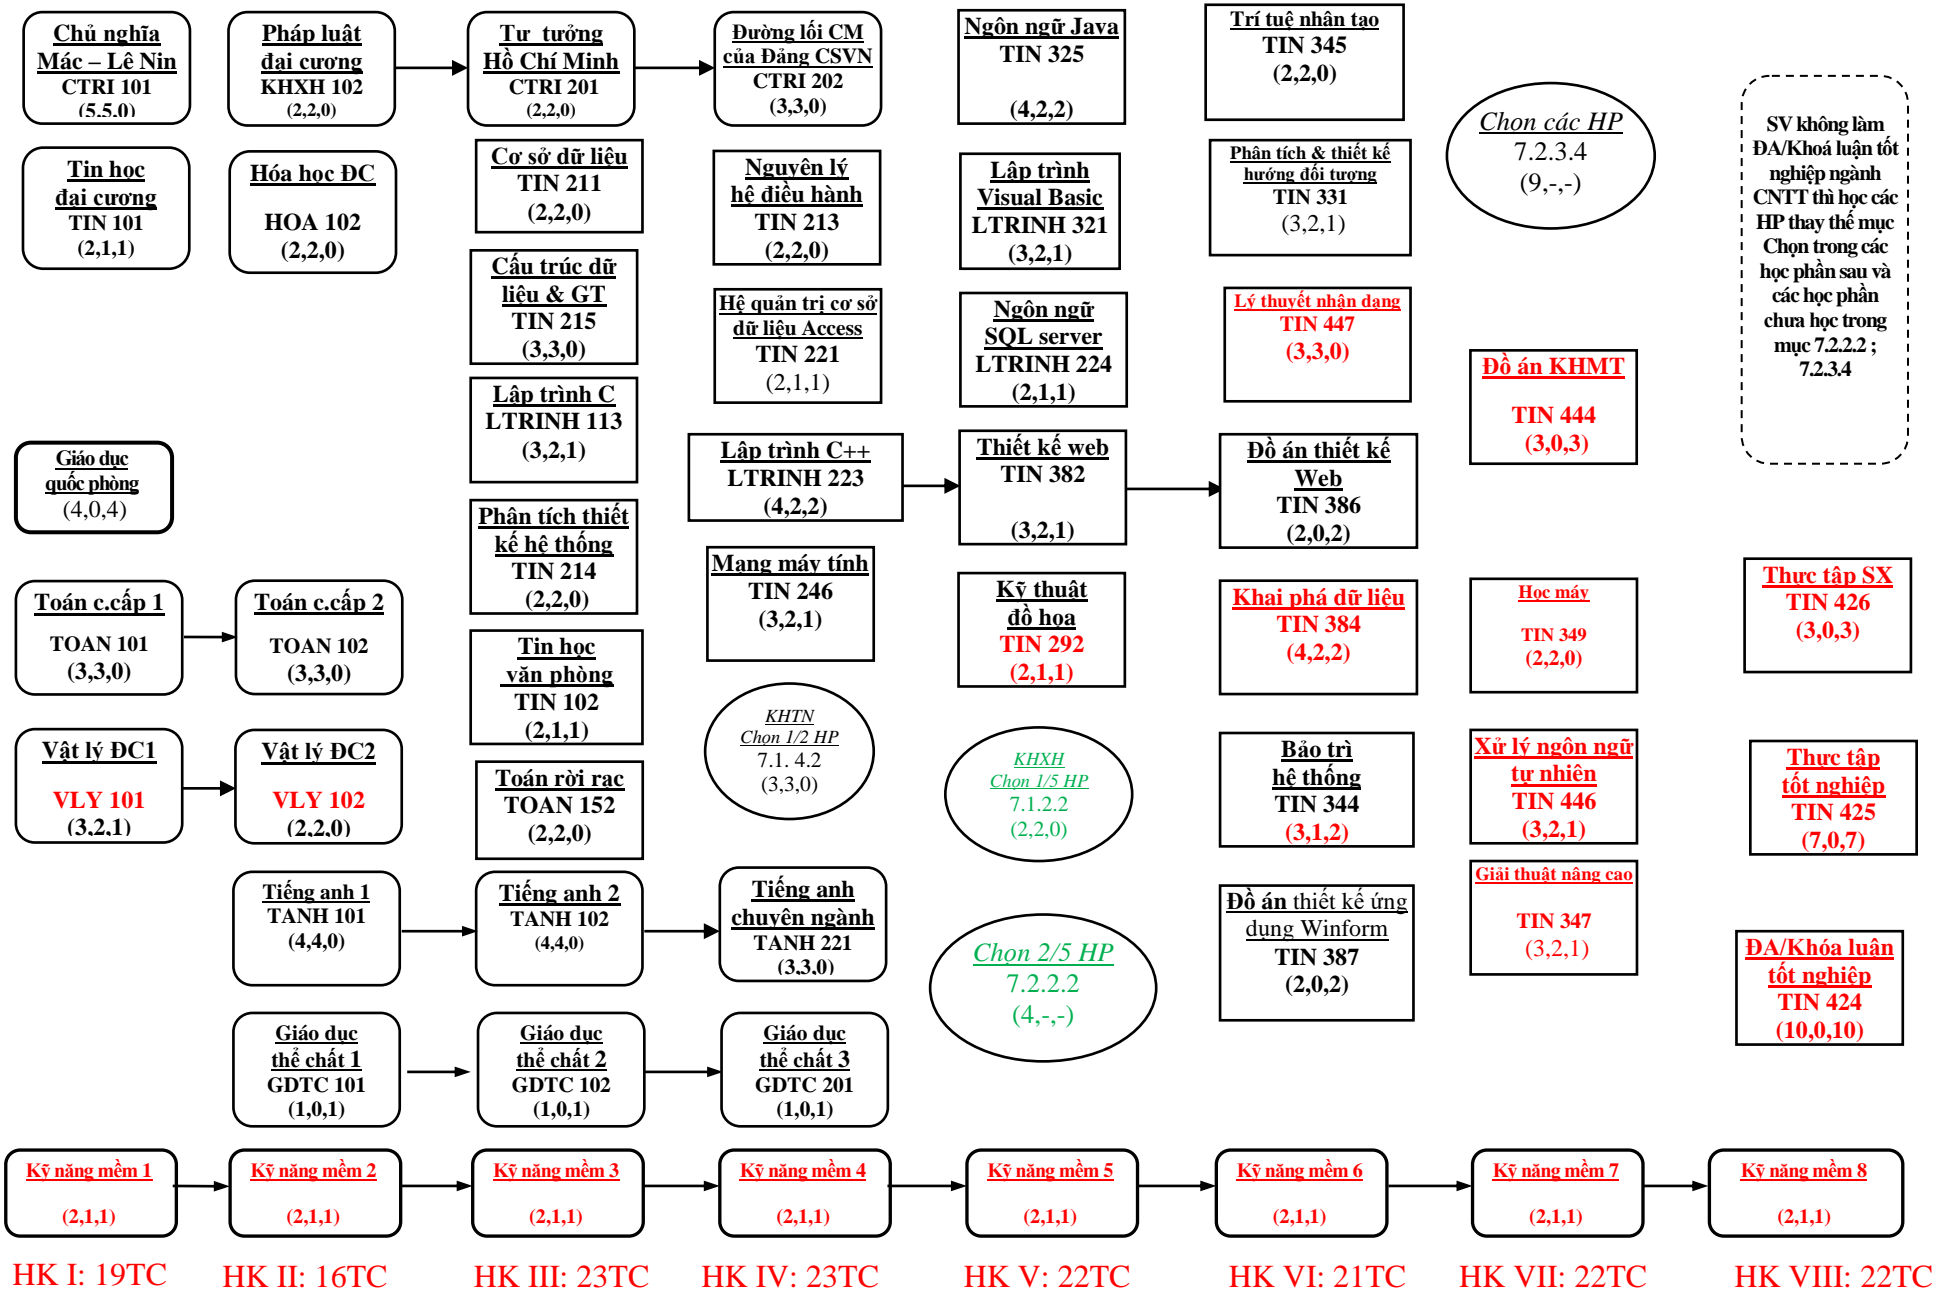 Chủ nghĩa
Mác – Lê Nin
CTRI 101
(5,5,0)
Tin học
đại cương
TIN 101
(2,1,1)
Giáo dục
quốc phòng
(4,0,4)
Toán c.cấp 1
TOAN 101
(3,3,0)
Vật lý ĐC1
VLY 101
(3,2,1)
Kỹ năng mềm 1
(2,1,1)
HK I: 19TC
Pháp luật
đại cương
KHXH 102
(2,2,0)
Hóa học ĐC
HOA 102
(2,2,0)
Toán c.cấp 2
TOAN 102
(3,3,0)
Vật lý ĐC2
VLY 102
(2,2,0)
Tiếng anh 1
TANH 101
(4,4,0)
Giáo dục
thể chất 1
GDTC 101
(1,0,1)
Kỹ năng mềm 2
(2,1,1)
HK II: 16TC
Tư tưởng
Hồ Chí Minh
CTRI 201
(2,2,0)
Cơ sở dữ liệu
TIN 211
(2,2,0)
Cấu trúc dữ
liệu & GT
TIN 215
(3,3,0)
Lập trình C
LTRINH 113
(3,2,1)
Phân tích thiết
kế hệ thống
TIN 214
(2,2,0)
Tin học
văn phòng
TIN 102
(2,1,1)
Toán rời rạc
TOAN 152
(2,2,0)
Tiếng anh 2
TANH 102
(4,4,0)
Giáo dục
thể chất 2
GDTC 102
(1,0,1)
Kỹ năng mềm 3
(2,1,1)
HK III: 23TC
Đường lối CM
của Đảng CSVN
CTRI 202
(3,3,0)
Nguyên lý
hệ điều hành
TIN 213
(2,2,0)
Hệ quản trị cơ sở
dữ liệu Access
TIN 221
(2,1,1)
Lập trình C++
LTRINH 223
(4,2,2)
Mạng máy tính
TIN 246
(3,2,1)
KHTN
Chọn 1/2 HP
7.1. 4.2
(3,3,0)
Tiếng anh
chuyên ngành
TANH 221
(3,3,0)
Giáo dục
thể chất 3
GDTC 201
(1,0,1)
Kỹ năng mềm 4
(2,1,1)
HK IV: 23TC
Ngôn ngữ Java
TIN 325
(4,2,2)
Lập trình
Visual Basic
LTRINH 321
(3,2,1)
Ngôn ngữ
SQL server
LTRINH 224
(2,1,1)
Thiết kế web
TIN 382
(3,2,1)
Kỹ thuật
đồ họa
TIN 292
(2,1,1)
KHXH
Chọn 1/5 HP
7.1.2.2
(2,2,0)
Chọn 2/5 HP
7.2.2.2
(4,-,-)
Kỹ năng mềm 5
(2,1,1)
HK V: 22TC
Trí tuệ nhân tạo
TIN 345
(2,2,0)
Phân tích & thiết kế
hướng đối tượng
TIN 331
(3,2,1)
Lý thuyết nhận dạng
TIN 447
(3,3,0)
Đồ án thiết kế
Web
TIN 386
(2,0,2)
Khai phá dữ liệu
TIN 384
(4,2,2)
Bảo trì
hệ thống
TIN 344
(3,1,2)
Đồ án thiết kế ứng
dụng Winform
TIN 387
(2,0,2)
Kỹ năng mềm 6
(2,1,1)
HK VI: 21TC
Chọn các HP
7.2.3.4
(9,-,-)
Đồ án KHMT
TIN 444
(3,0,3)
Học máy
TIN 349
(2,2,0)
Xử lý ngôn ngữ
tự nhiên
TIN 446
(3,2,1)
Giải thuật nâng cao
TIN 347
(3,2,1)
Kỹ năng mềm 7
(2,1,1)
HK VII: 22TC
SV không làm
ĐA/Khoá luận tốt
nghiệp ngành
CNTT thì học các
HP thay thế mục
Chọn trong các
học phần sau và
các học phần
chưa học trong
mục 7.2.2.2 ;
7.2.3.4
Thực tập SX
TIN 426
(3,0,3)
Thực tập
tốt nghiệp
TIN 425
(7,0,7)
ĐA/Khóa luận
tốt nghiệp
TIN 424
(10,0,10)
Kỹ năng mềm 8
(2,1,1)
HK VIII: 22TC